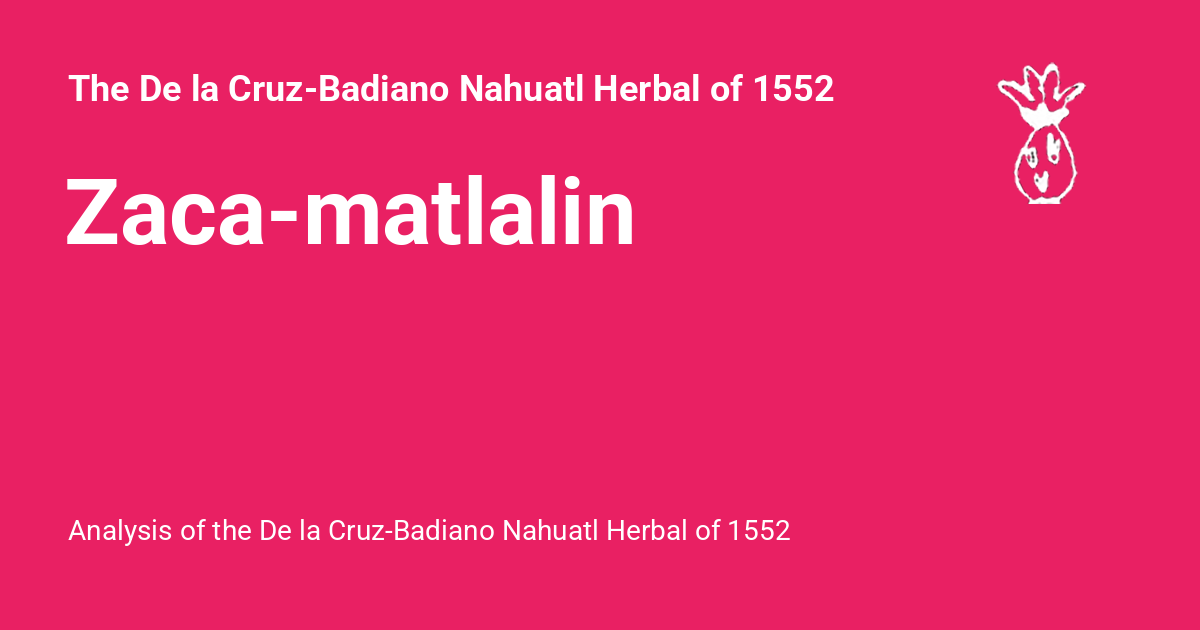 The De la Cruz-Badiano Nahuatl Herbal of 1552
Zaca-matlalin
Analysis of the De la Cruz-Badiano Nahuatl Herbal of 1552